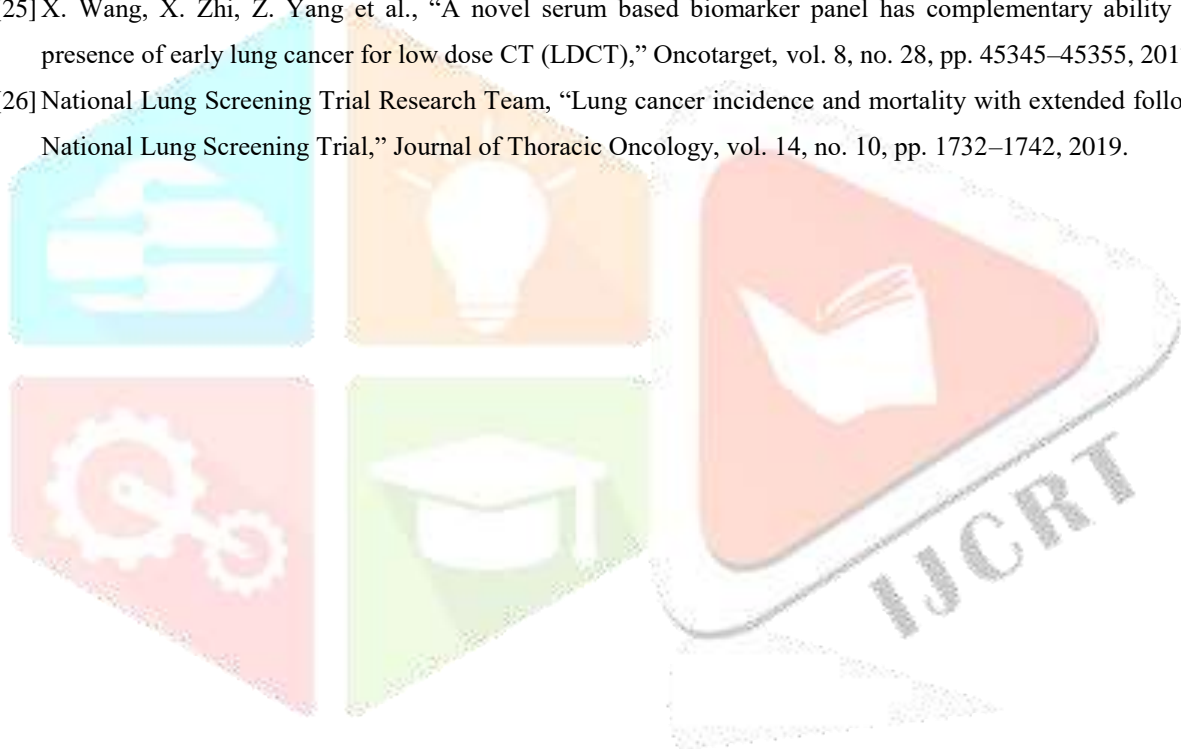 [25] X. Wang, X. Zhi, Z. Yang et al., “A novel serum based biomarker panel has complementary ability
presence of early lung cancer for low dose CT (LDCT),” Oncotarget, vol. 8, no. 28, pp. 45345–45355, 201
[26] National Lung Screening Trial Research Team, “Lung cancer incidence and mortality with extended follo
National Lung Screening Trial,” Journal of Thoracic Oncology, vol. 14, no. 10, pp. 1732–1742, 2019.
IJCRT